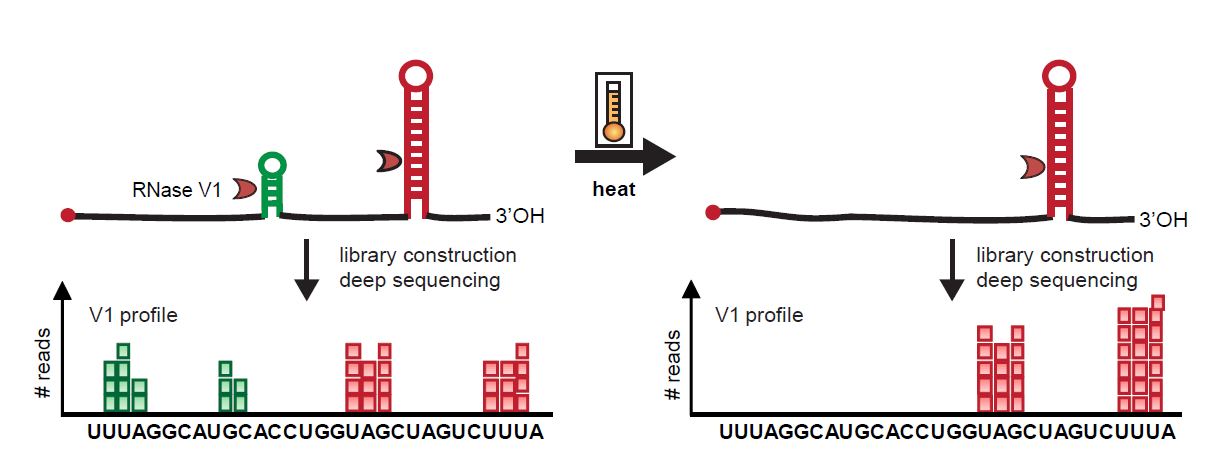 RNase V1
3'OH
heat
3'OH
library construction
deep sequencing
library construction
deep sequencing
V1 profile
# reads
UUUAGGCAUGCACCUGGUAGCUAGUCUUUA
V1 profile
# reads
UUUAGGCAUGCACCUGGUAGCUAGUCUUUA